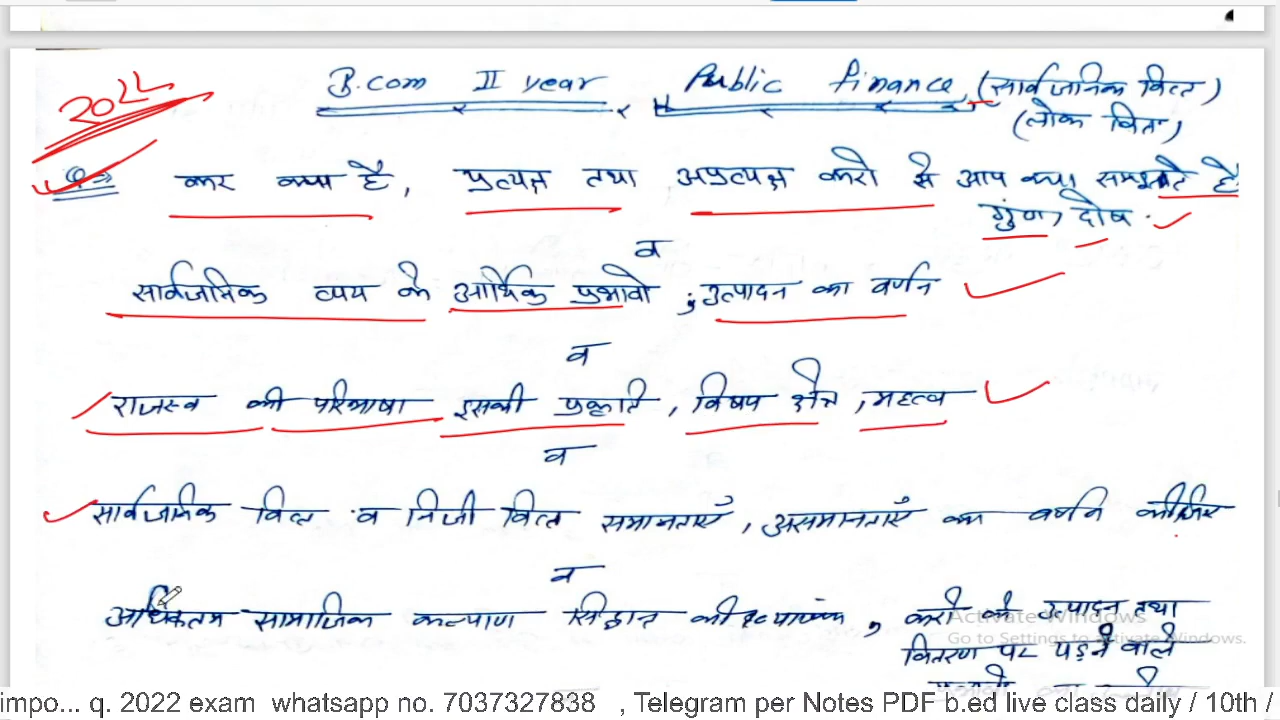 2022
B.com II year Public finance, (सार्वजनिक वित्त)
(लोक वित्त)
Q⇒ कर क्या है, प्रत्यक्ष तथा अप्रत्यक्ष करो से आप क्या समझते है
गुण, दोष.
व
सार्वजनिक व्यय के आर्थिक प्रभावो ; उत्पादन का वर्णन
व
राजस्व की परिभाषा इसकी प्रकृति, विषय क्षेत्र, महत्व
व
सार्वजनिक वित्त व निजी वित्त समानताएँ, असमानताएँ का वर्णन कीजिए
व
अधिकतम सामाजिक कल्याण सिद्धांत की व्याख्या, करो के उत्पादन तथा
वितरण पर पड़ने वाले
Activate Windows
Go to Settings to activate Windows.
impo... q. 2022 exam whatsapp no. 7037327838 , Telegram per Notes PDF b.ed live class daily / 10th /